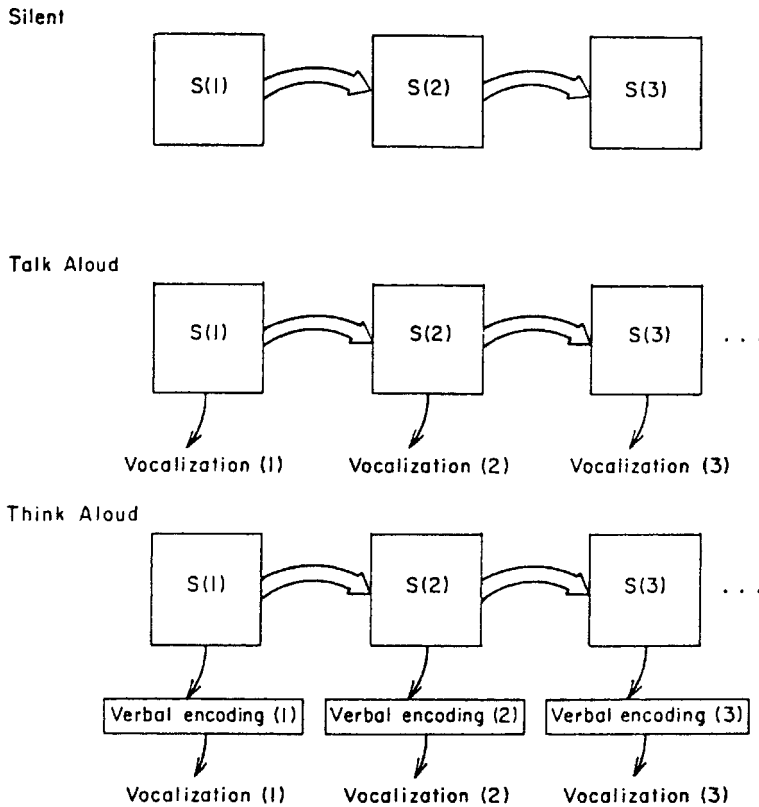 Silent
S(1) S(2) S(3)
Talk Aloud
S(1) S(2) S(3) . . .
Vocalization (1) Vocalization (2) Vocalization (3)
Think Aloud
S(1) S(2) S(3) . . .
Verbal encoding (1) Verbal encoding (2) Verbal encoding (3)
Vocalization (1) Vocalization (2) Vocalization (3)